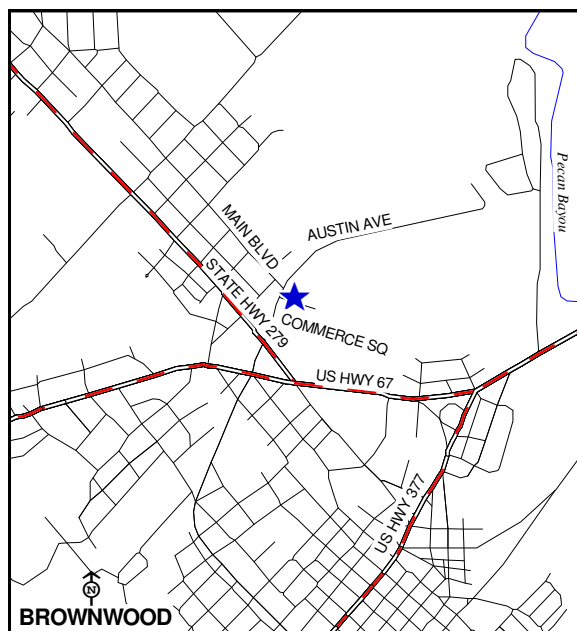 Pecan Bayou
AUSTIN AVE
MAIN BLVD
STATE HWY 279
COMMERCE SQ
US HWY 67
US HWY 377
N
BROWNWOOD